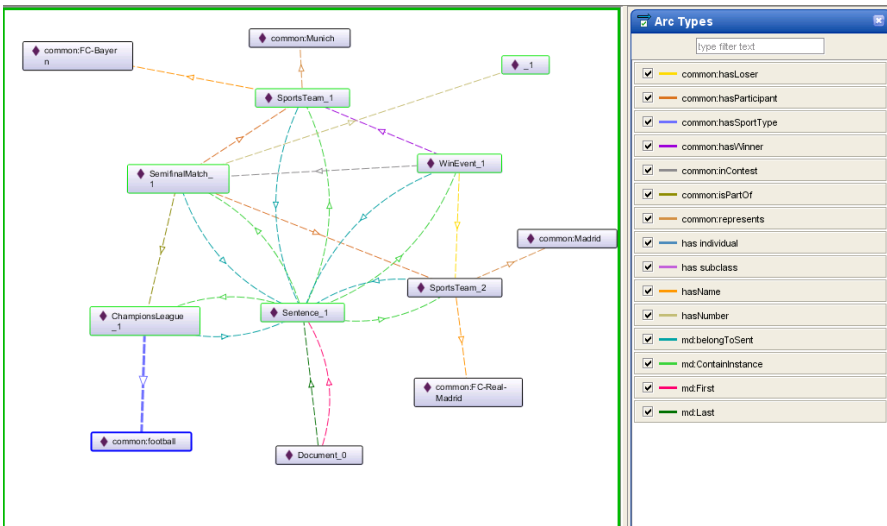 common:FC-Bayer
n
common:Munich
_1
SportsTeam_1
WinEvent_1
SemifinalMatch_
1
common:Madrid
SportsTeam_2
ChampionsLeague
_1
Sentence_1
common:FC-Real-
Madrid
common:football
Document_0
Arc Types
type filter text
common:hasLoser
common:hasParticipant
common:hasSportType
common:hasWinner
common:inContest
common:isPartOf
common:represents
has individual
has subclass
hasName
hasNumber
md:belongToSent
md:ContainInstance
md:First
md:Last